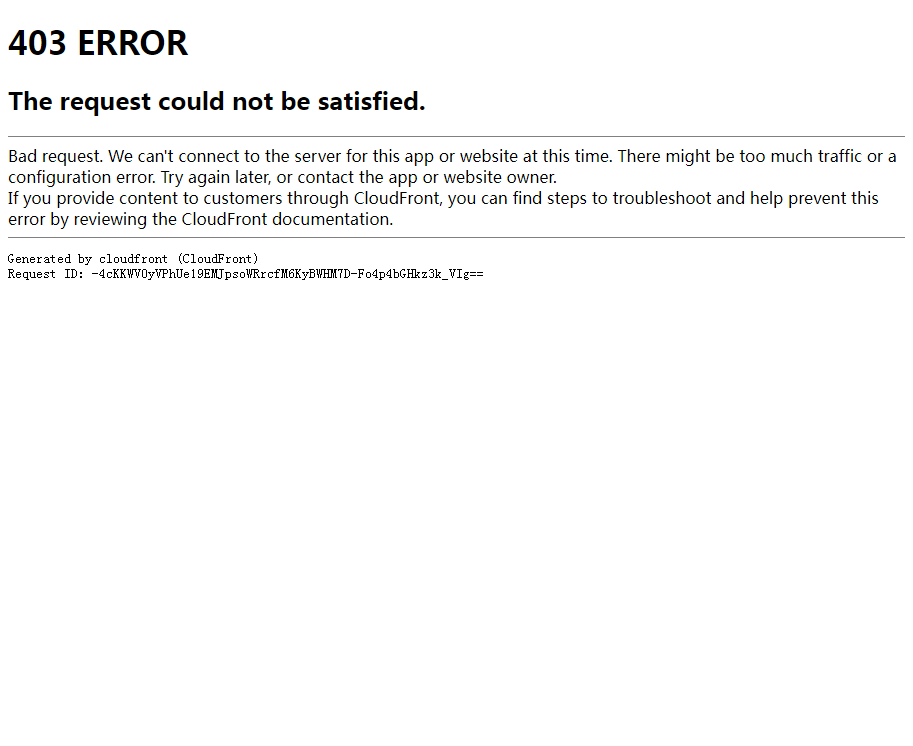 403 ERROR
The request could not be satisfied.
Bad request. We can't connect to the server for this app or website at this time. There might be too much traffic or a
configuration error. Try again later, or contact the app or website owner.
If you provide content to customers through CloudFront, you can find steps to troubleshoot and help prevent this
error by reviewing the CloudFront documentation.
Generated by cloudfront (CloudFront)
Request ID: -4cKKWV0yVPhUe19EMJpsoWRrcfM6KyBWHM7D-Fo4p4bGHkz3k_VIg==